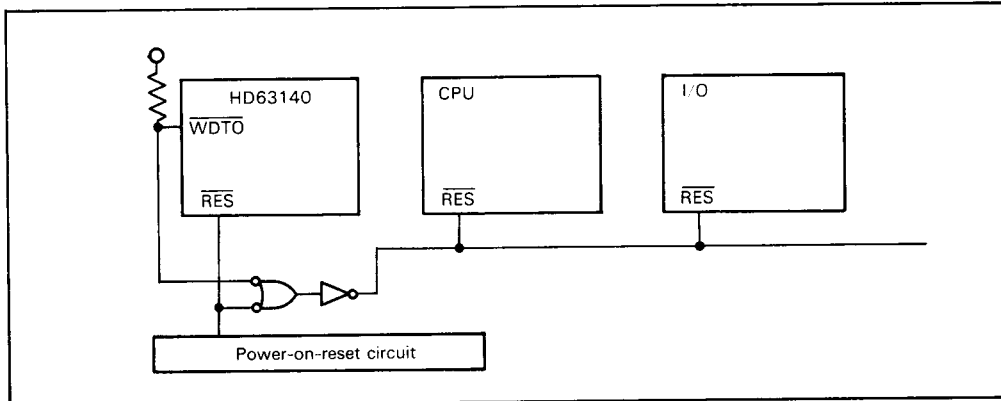 HD63140
WDTO
RES
CPU
RES
I/O
RES
Power-on-reset circuit